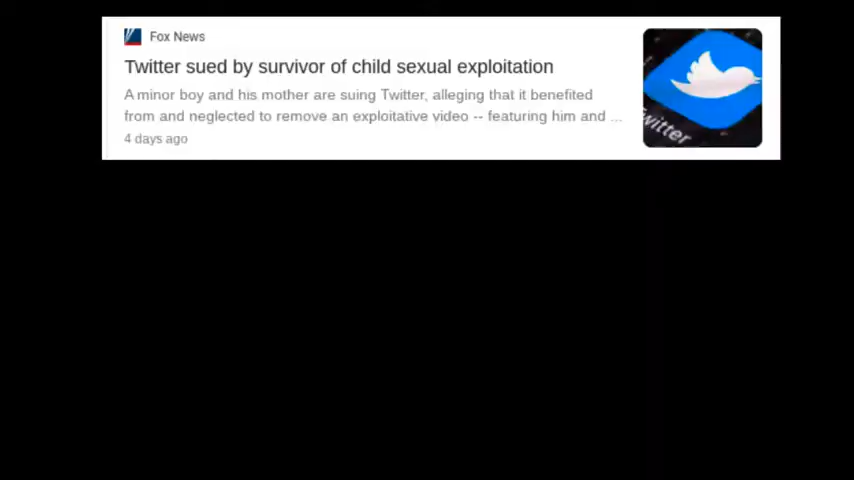 Fox News
Twitter sued by survivor of child sexual exploitation
A minor boy and his mother are suing Twitter, alleging that it benefited
from and neglected to remove an exploitative video -- featuring him and ...
4 days ago
Twitter